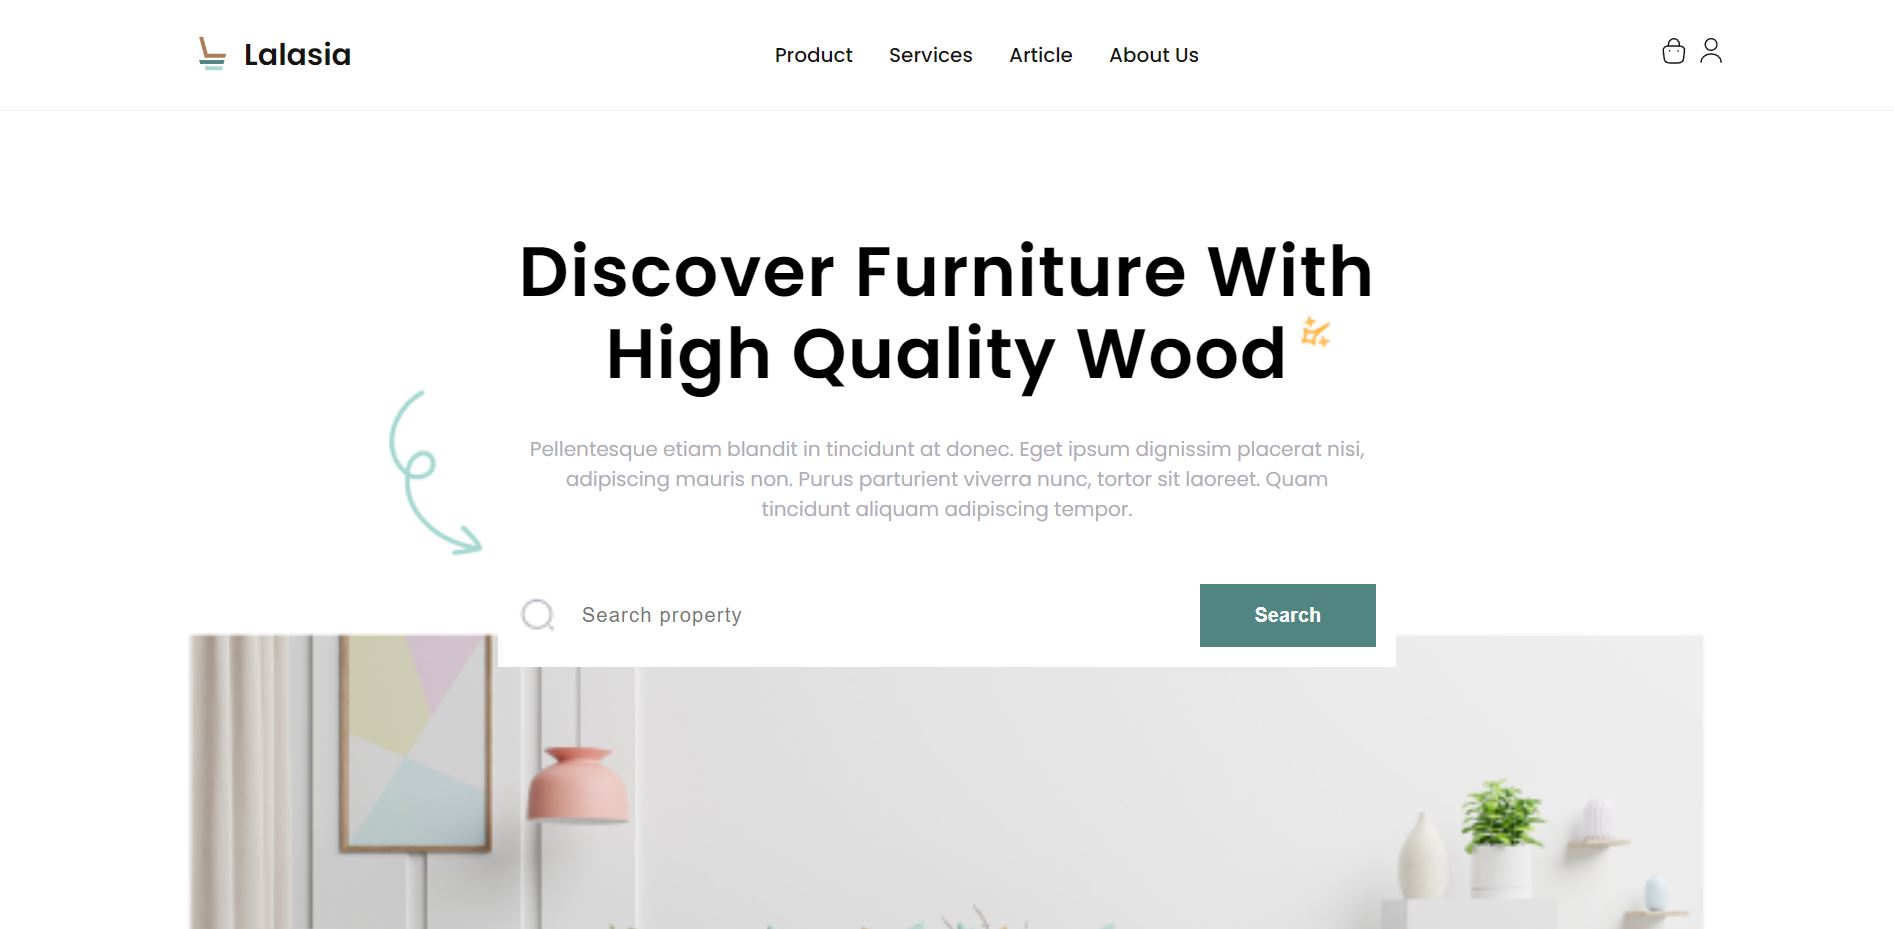 Lalasia
Product
Services
Article
About Us
Discover Furniture With
High Quality Wood
Pellentesque etiam blandit in tincidunt at donec. Eget ipsum dignissim placerat nisi,
adipiscing mauris non. Purus parturient viverra nunc, tortor sit laoreet. Quam
tincidunt aliquam adipiscing tempor.
Search property
Search